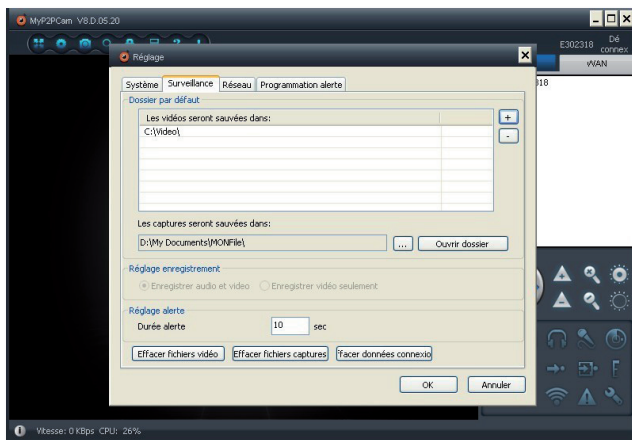 MyP2PCam V8.D.05.20
E302318
Dé
connex
Réglage
WAN
Système Surveillance Réseau Programmation alerte
318
Dossier par défaut
Les vidéos seront sauvées dans:
+
C:\Video\
-
Les captures seront sauvées dans:
D:\My Documents\MONFile\ ... Ouvrir dossier
Réglage enregistrement
Enregistrer audio et video Enregistrer vidéo seulement
Réglage alerte
Durée alerte 10 sec
Effacer fichiers vidéo Effacer fichiers captures facer données connexio
OK Annuler
Vitesse: 0 KBps CPU: 26%